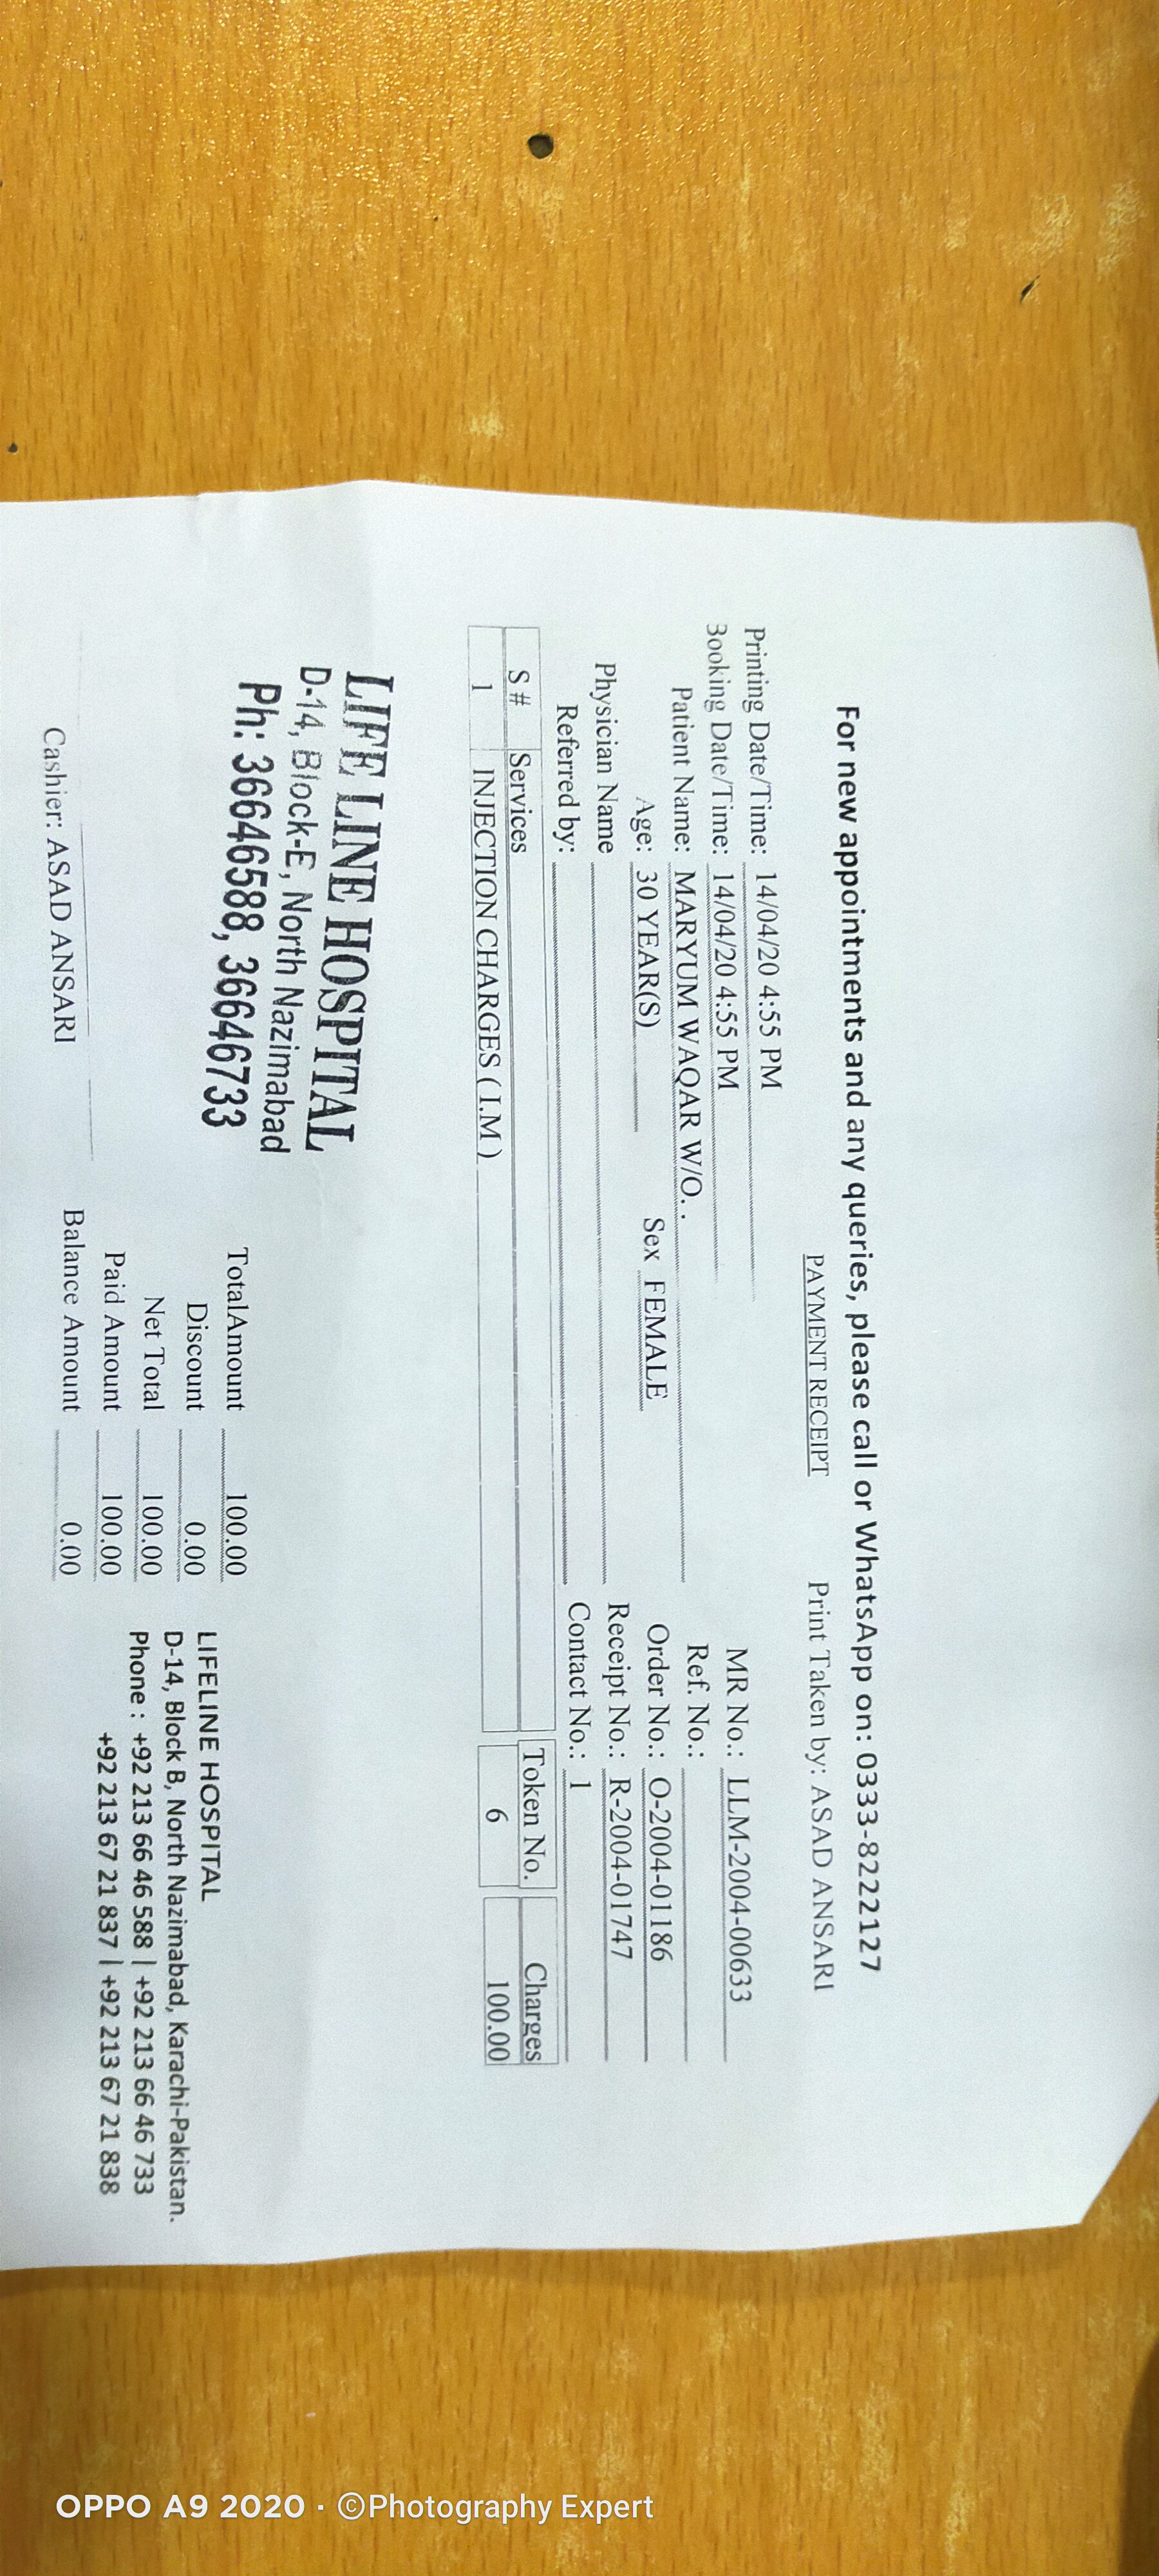 For new appointments and any queries, please call or WhatsApp on: 0333-8222127
PAYMENT RECEIPT Print Taken by: ASAD ANSARI
Printing Date/Time: 14/04/20 4:55 PM
Booking Date/Time: 14/04/20 4:55 PM MR No.: LLM-2004-00633
Patient Name: MARYUM WAQAR W/O. . Ref. No.:
Age: 30 YEAR(S) Sex FEMALE Order No.: O-2004-01186
Physician Name Receipt No.: R-2004-01747
Referred by: Contact No.: 1
S # Services Token No. Charges
1 INJECTION CHARGES ( I.M ) 6 100.00
LIFE LINE HOSPITAL
D-14, Block-E, North Nazimabad
Ph: 36646588, 36646733
TotalAmount 100.00
Discount 0.00
Net Total 100.00
Paid Amount 100.00
Balance Amount 0.00
LIFELINE HOSPITAL
D-14, Block B, North Nazimabad, Karachi-Pakistan.
Phone : +92 213 66 46 588 | +92 213 66 46 733
+92 213 67 21 837 | +92 213 67 21 838
Cashier: ASAD ANSARI
OPPO A9 2020 · ©Photography Expert